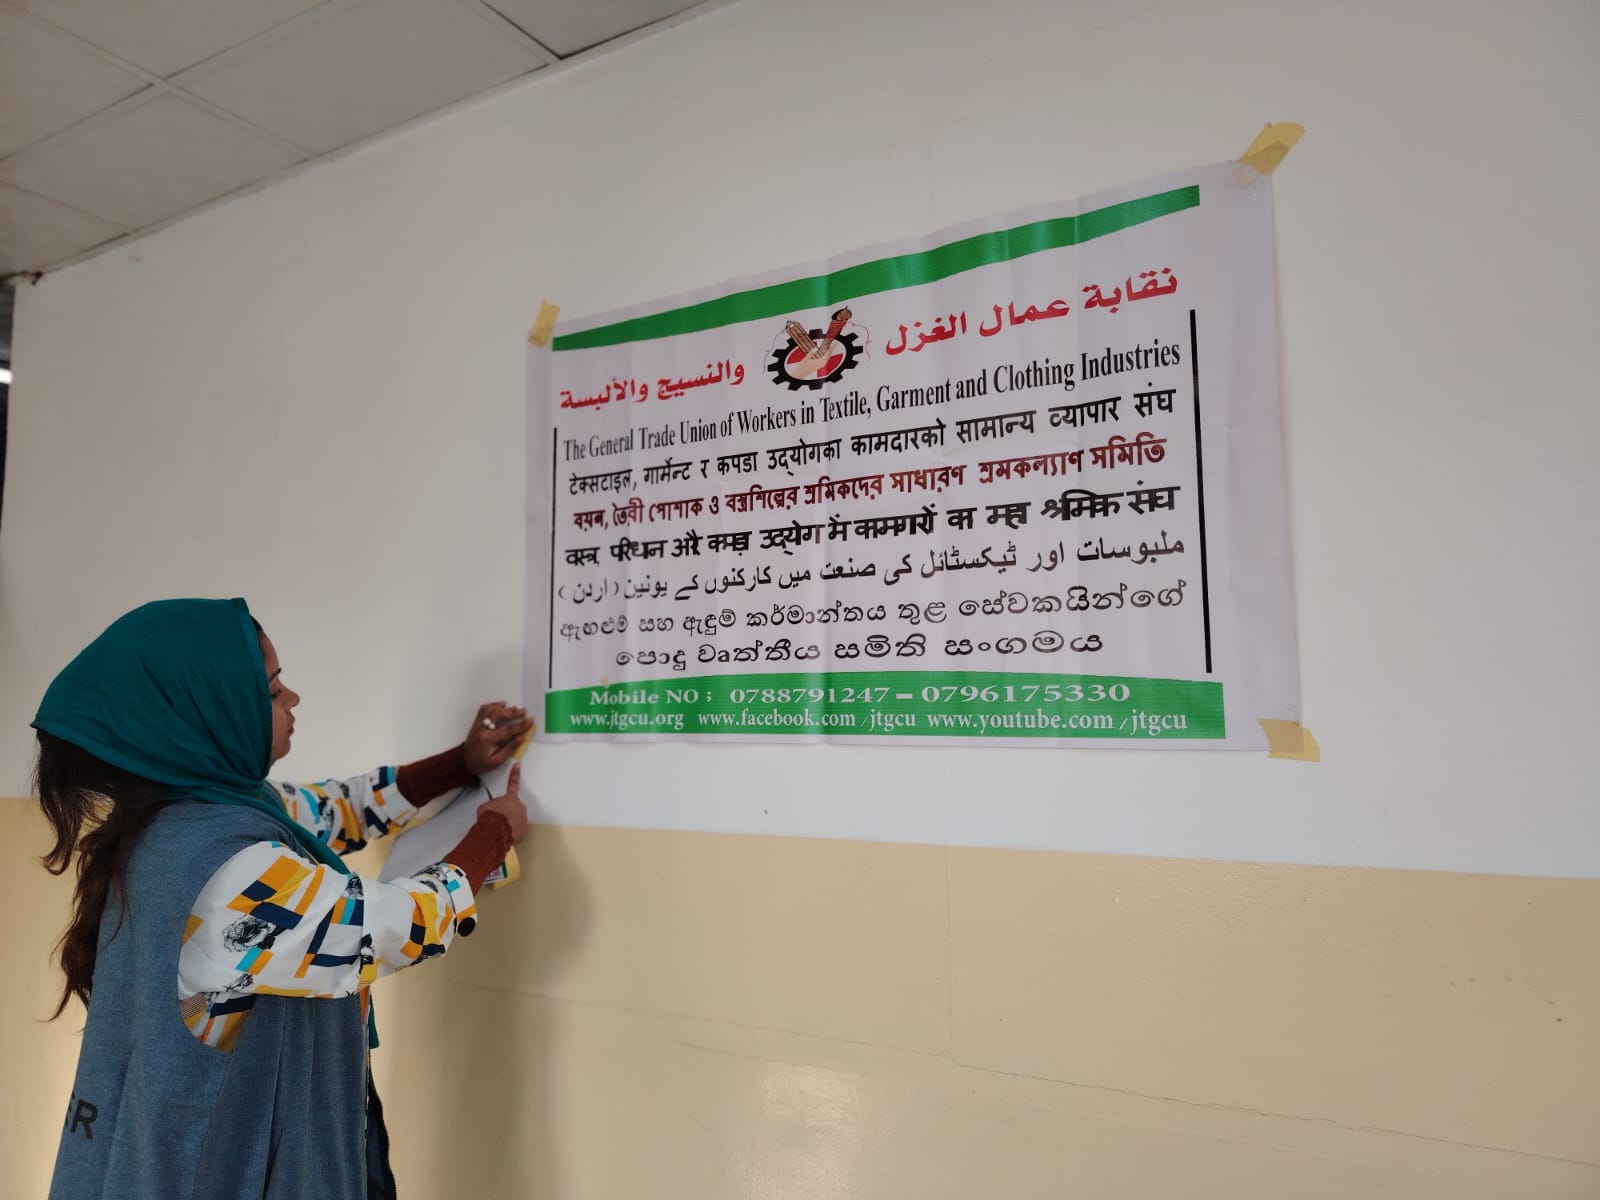 نقابة عمال الغزل والنسيج والألبسة
The General Trade Union of Workers in Textile, Garment and Clothing Industries
टेक्सटाइल, गार्मेन्ट र कपडा उद्योगका कामदारको सामान्य व्यापार संघ
বয়ন, তৈরী পোশাক ও বস্ত্রশিল্পের শ্রমিকদের সাধারণ শ্রমকল্যাণ সমিতি
वस्त्र, परिधान और कपड़ा उद्योग में कामगारों का महा श्रमिक संघ
ملبوسات اور ٹیکسٹائل کی صنعت میں کارکنوں کے یونین (اردن)
ඇඟළුම් සහ ඇඳුම් කර්මාන්තය තුළ සේවකයින්ගේ
පොදු වෘත්තීය සමිති සංගමය
Mobile NO ; 0788791247 – 0796175330
www.jtgcu.org www.facebook.com /jtgcu www.youtube.com /jtgcu
ER